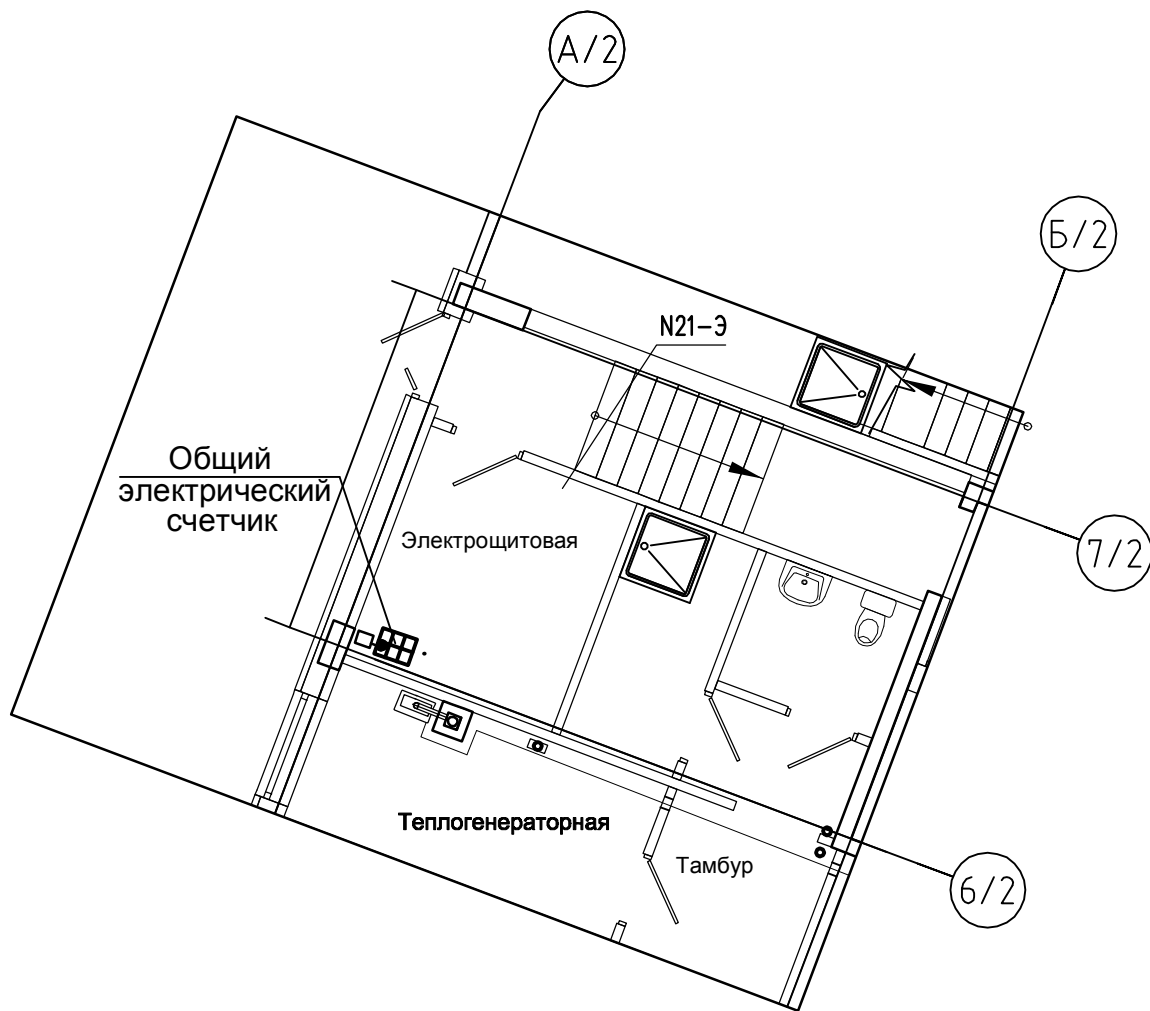 А/2
Б/2
N21-Э
Общий
электрический
счетчик
Электрощитовая
7/2
Теплогенераторная
Тамбур
6/2